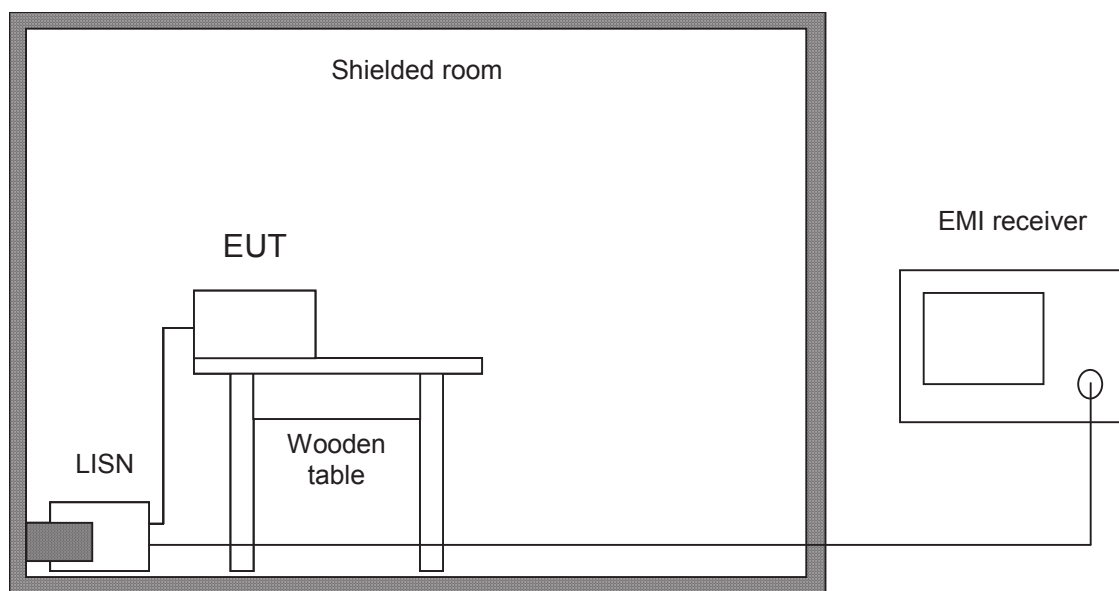 Shielded room
EMI receiver
EUT
Wooden
table
LISN